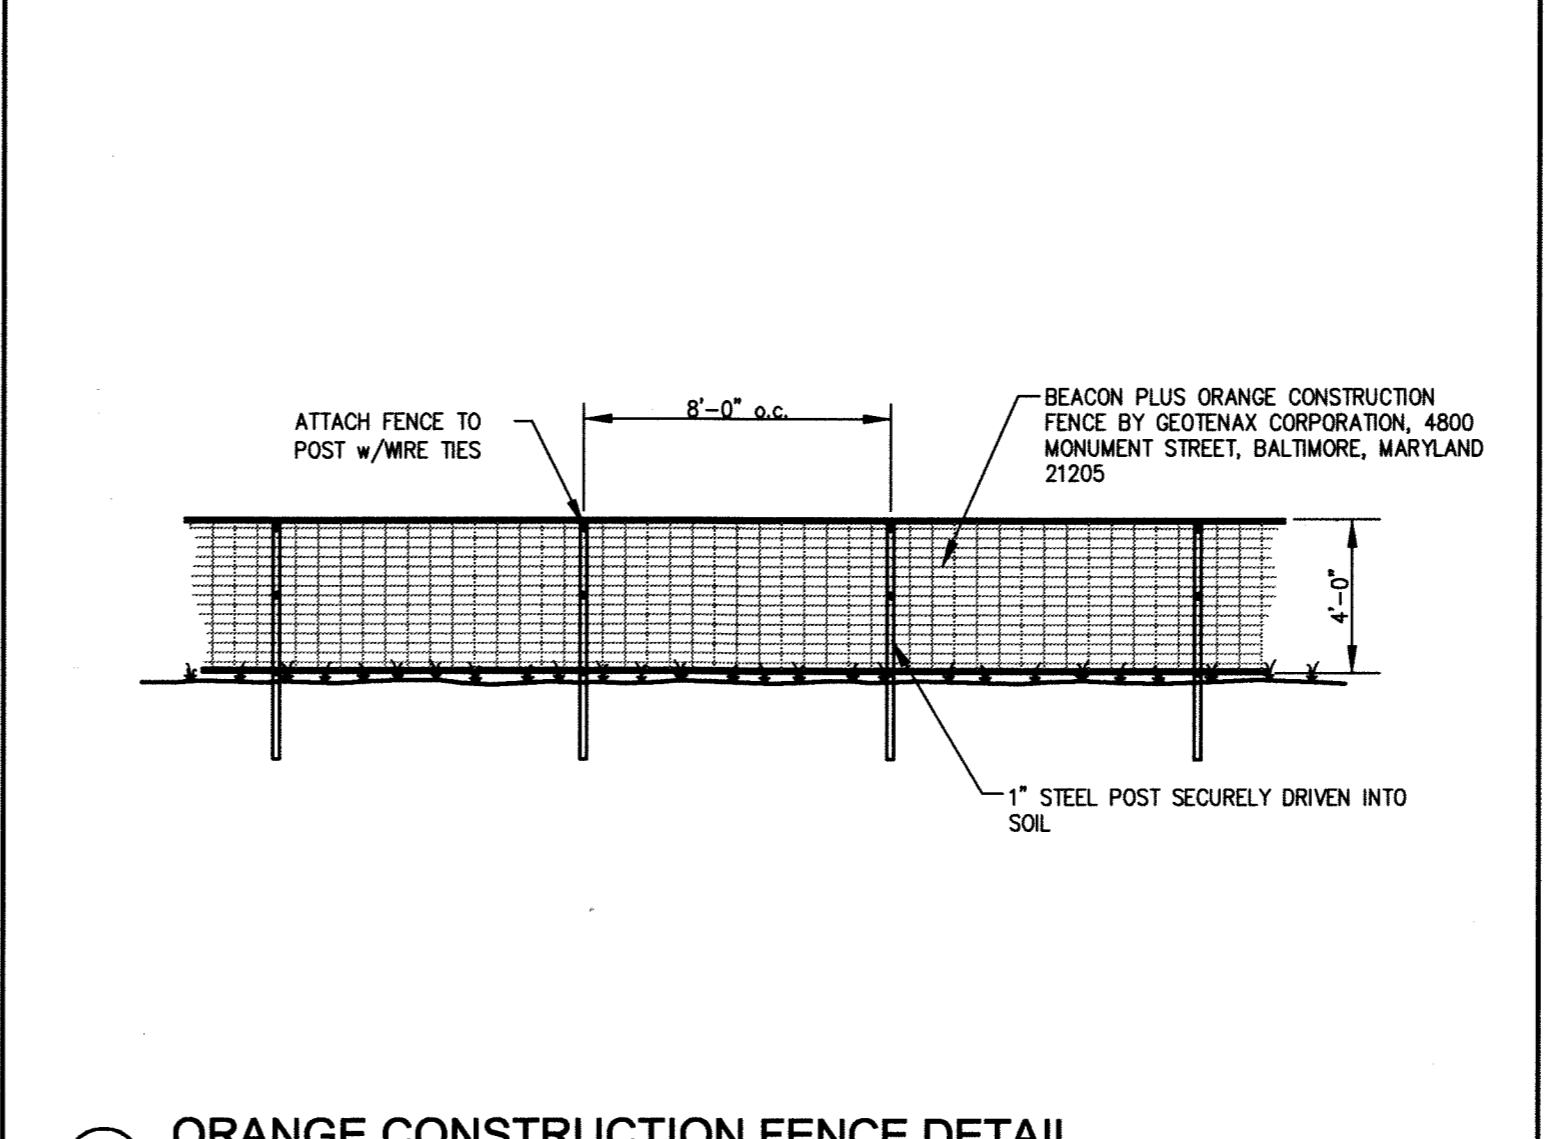 8'-0" o.c.
ATTACH FENCE TO
POST w/WIRE TIES
BEACON PLUS ORANGE CONSTRUCTION
FENCE BY GEOTENAX CORPORATION, 4800
MONUMENT STREET, BALTIMORE, MARYLAND
21205
4'-0"
1" STEEL POST SECURELY DRIVEN INTO
SOIL
ORANGE CONSTRUCTION FENCE DETAIL